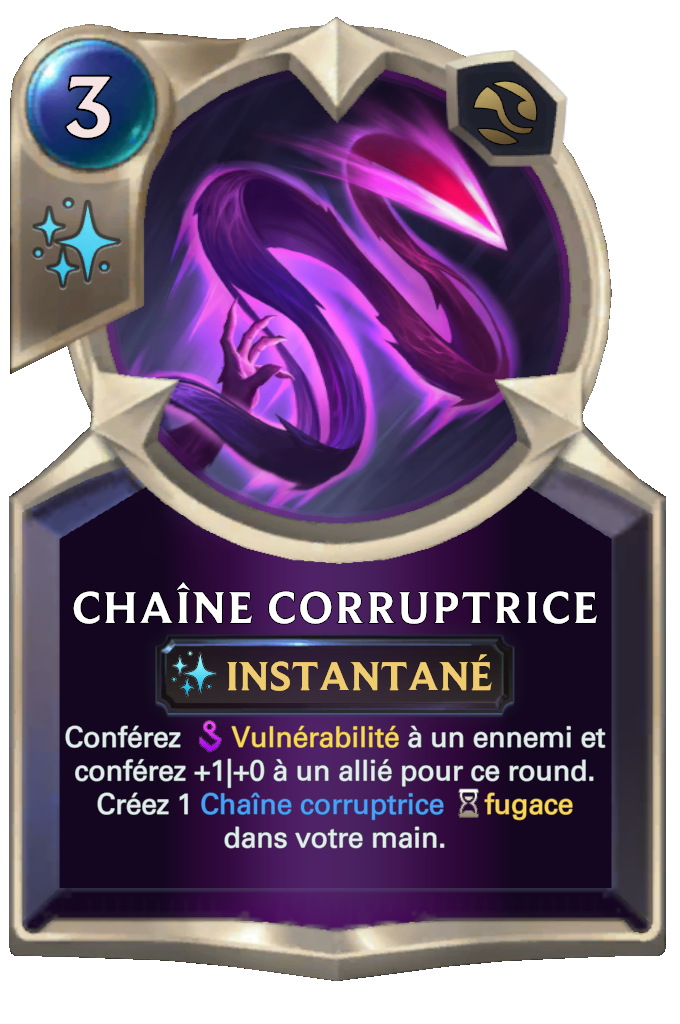 3
CHAÎNE CORRUPTRICE
INSTANTANÉ
Conférez Vulnérabilité à un ennemi et
conférez +1|+0 à un allié pour ce round.
Créez 1 Chaîne corruptrice fugace
dans votre main.